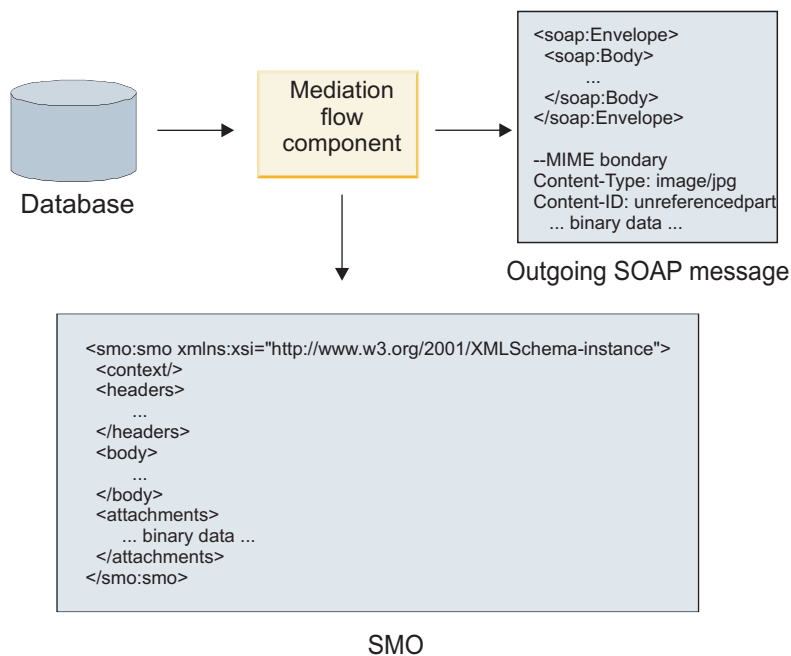 Database
Mediation
flow
component
<soap:Envelope>
<soap:Body>
...
</soap:Body>
</soap:Envelope>
--MIME bondary
Content-Type: image/jpg
Content-ID: unreferencedpart
... binary data ...
Outgoing SOAP message
<smo:smo xmlns:xsi="http://www.w3.org/2001/XMLSchema-instance">
<context/>
<headers>
...
</headers>
<body>
...
</body>
<attachments>
... binary data ...
</attachments>
</smo:smo>
SMO